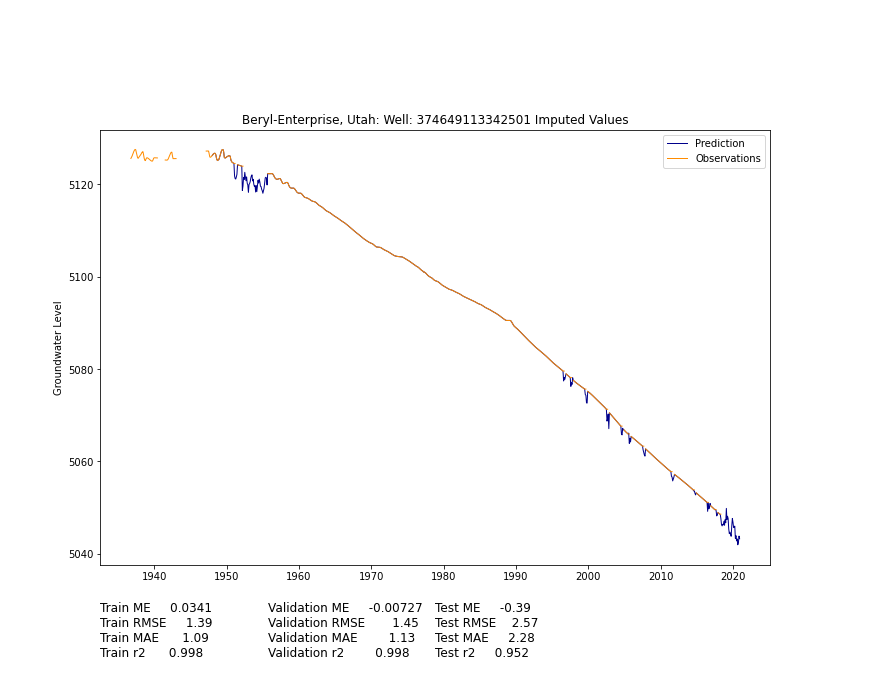 Beryl-Enterprise, Utah: Well: 374649113342501 Imputed Values
Prediction
Observations
Groundwater Level
5120
5100
5080
5060
5040
1940 1950 1960 1970 1980 1990 2000 2010 2020
Train ME 0.0341 Validation ME -0.00727 Test ME -0.39
Train RMSE 1.39 Validation RMSE 1.45 Test RMSE 2.57
Train MAE 1.09 Validation MAE 1.13 Test MAE 2.28
Train r2 0.998 Validation r2 0.998 Test r2 0.952